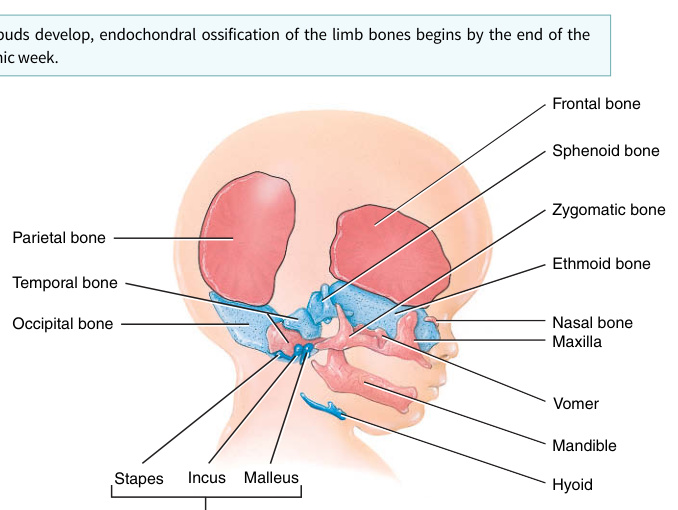 buds develop, endochondral ossification of the limb bones begins by the end of the
nic week.
Frontal bone
Sphenoid bone
Zygomatic bone
Parietal bone
Ethmoid bone
Temporal bone
Occipital bone
Nasal bone
Maxilla
Vomer
Mandible
Stapes Incus Malleus
Hyoid